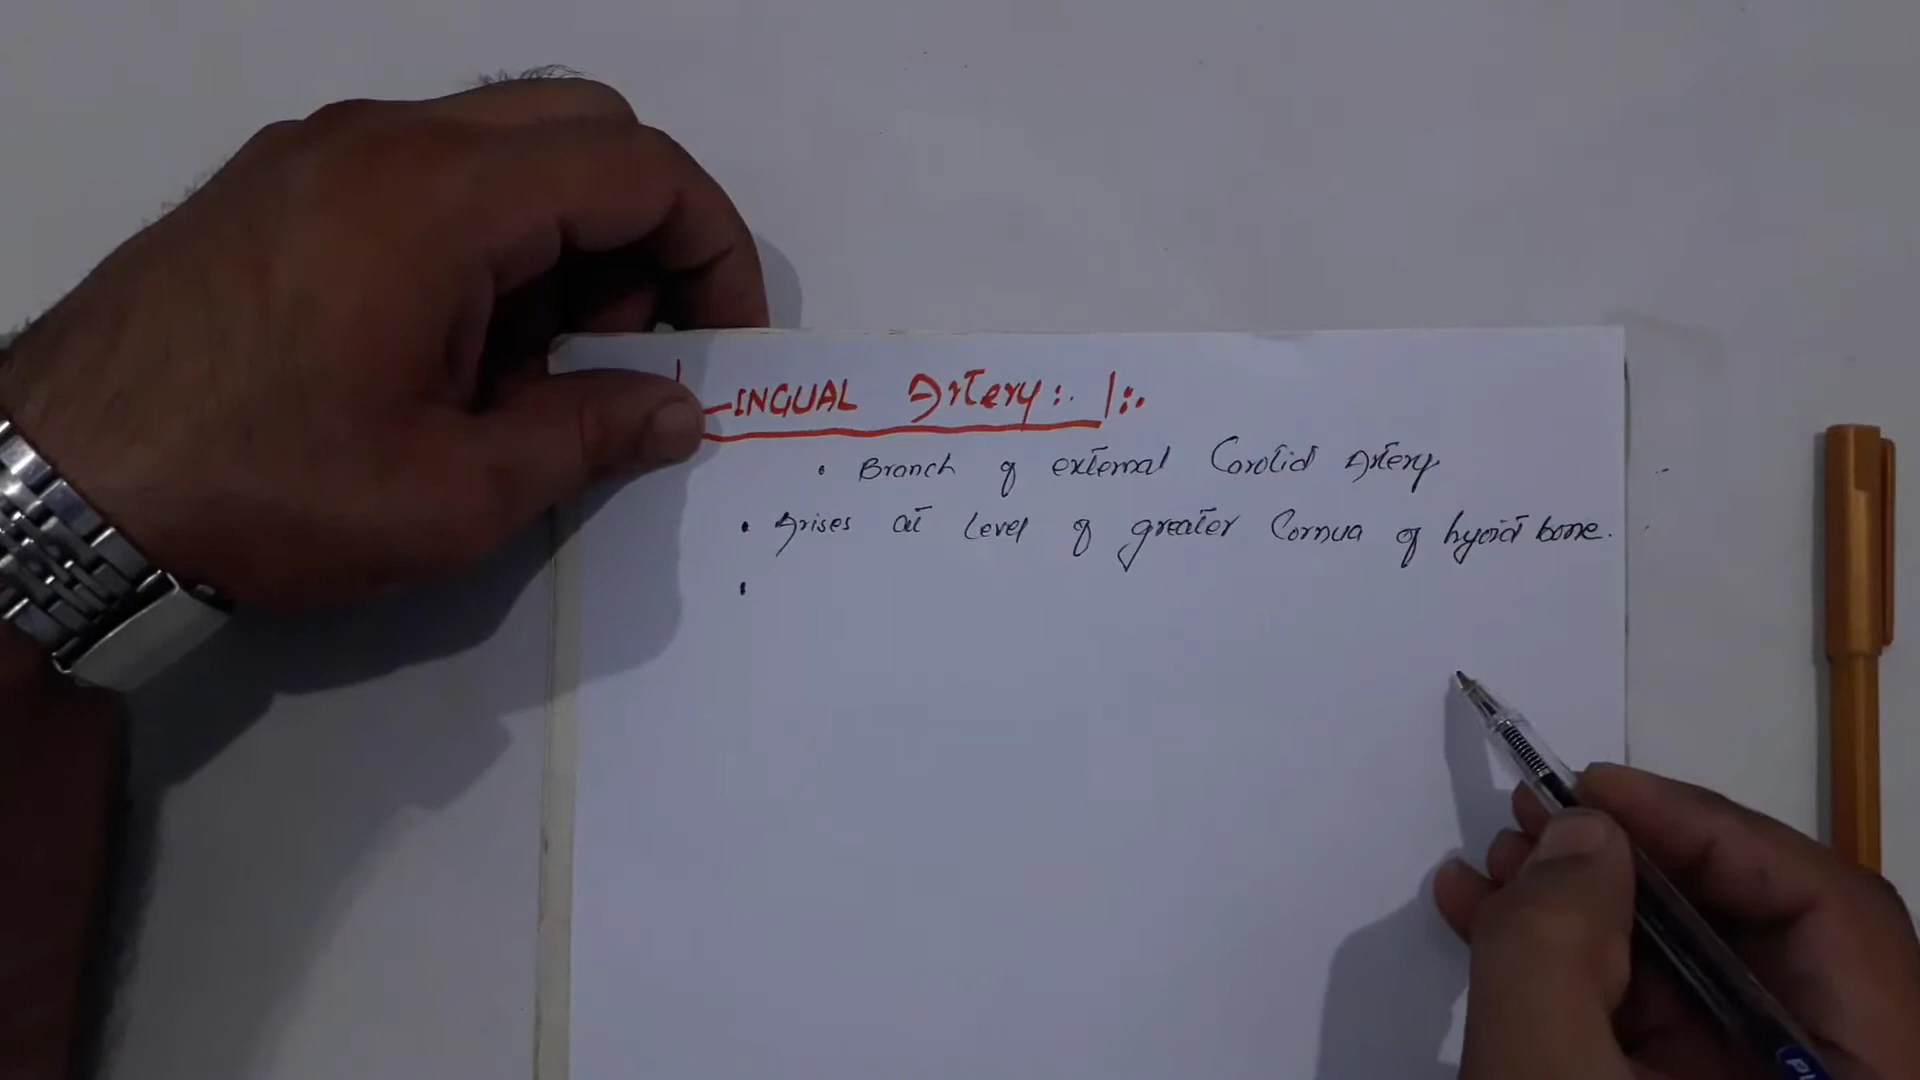 LINGUAL Artery:. |:.
• Branch of external Carotid Artery
• Arises at level of greater Cornua of hyoid bone.
•